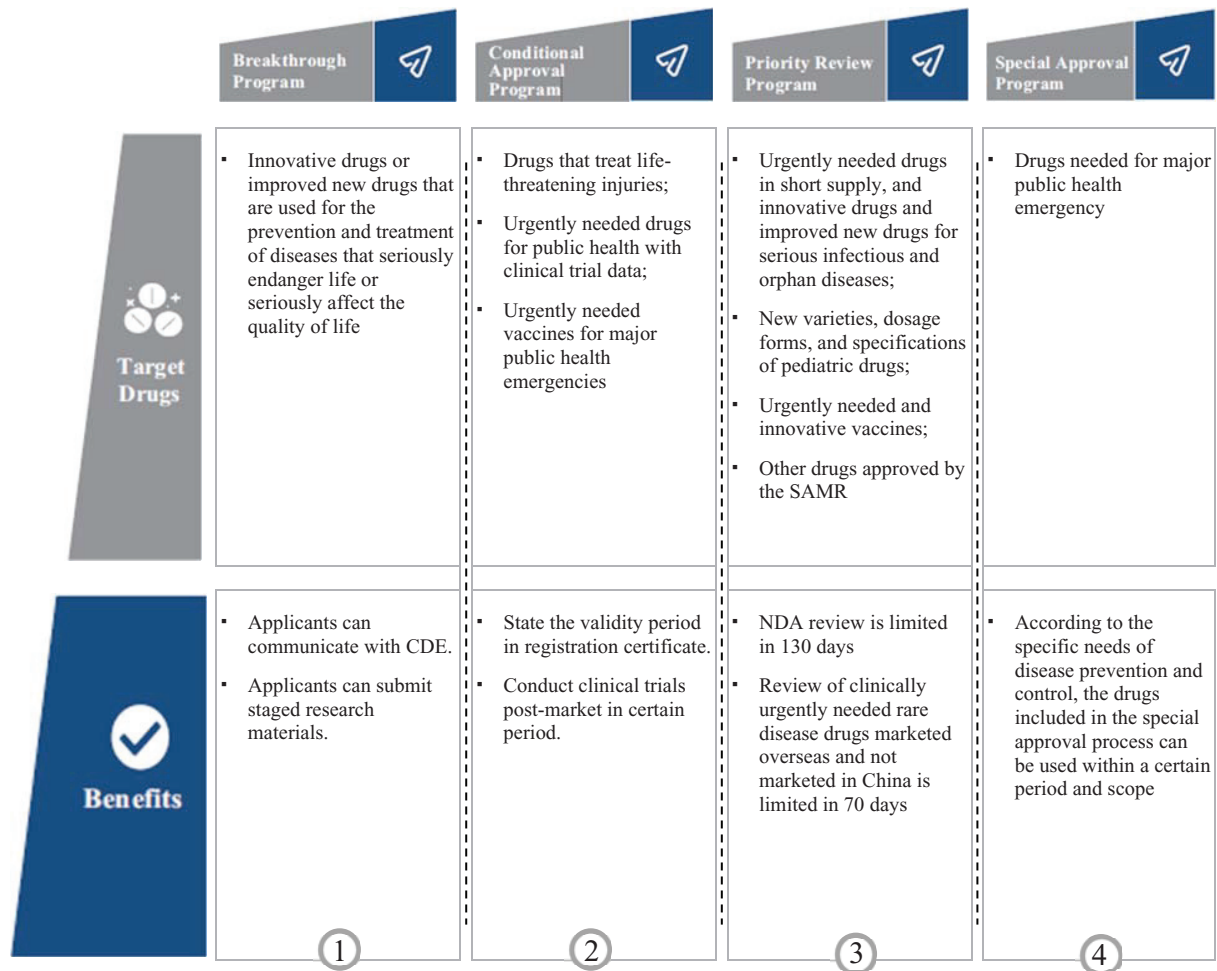 Breakthrough
Program
Conditional
Approval
Program
Priority Review
Program
Special Approval
Program
Target
Drugs
▪ Innovative drugs or
improved new drugs that
are used for the
prevention and treatment
of diseases that seriously
endanger life or
seriously affect the
quality of life
▪ Drugs that treat life-
threatening injuries;
▪ Urgently needed drugs
for public health with
clinical trial data;
▪ Urgently needed
vaccines for major
public health
emergencies
▪ Urgently needed drugs
in short supply, and
innovative drugs and
improved new drugs for
serious infectious and
orphan diseases;
▪ New varieties, dosage
forms, and specifications
of pediatric drugs;
▪ Urgently needed and
innovative vaccines;
▪ Other drugs approved by
the SAMR
▪ Drugs needed for major
public health
emergency
Benefits
▪ Applicants can
communicate with CDE.
▪ Applicants can submit
staged research
materials.
▪ State the validity period
in registration certificate.
▪ Conduct clinical trials
post-market in certain
period.
▪ NDA review is limited
in 130 days
▪ Review of clinically
urgently needed rare
disease drugs marketed
overseas and not
marketed in China is
limited in 70 days
▪ According to the
specific needs of
disease prevention and
control, the drugs
included in the special
approval process can
be used within a certain
period and scope
1
2
3
4